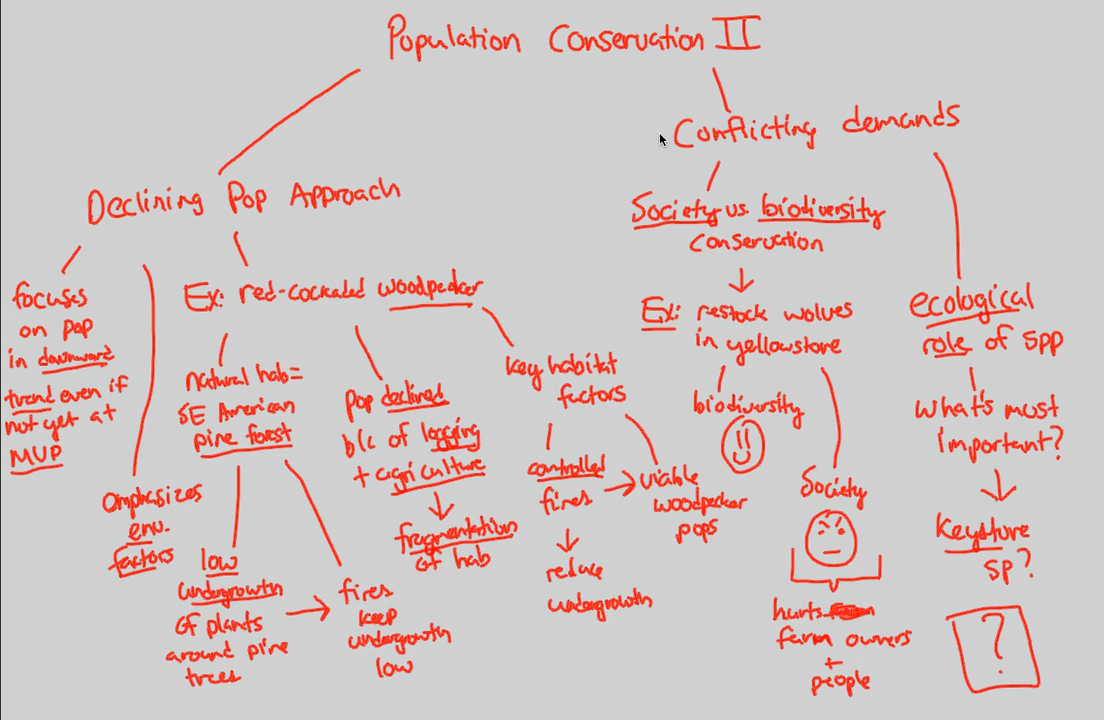 Population Conservation II
Conflicting demands
Declining Pop Approach
focuses
on pop
in downward
trend even if
not yet at
MVP
emphasizes
env.
factors
Ex: red-cockaded woodpecker
natural hab=
SE American
pine forest
low
undergrowth
of plants
around pine
trees
fires
keep
undergrowth
low
pop declined
b/c of logging
+ agriculture
fragmentation
of hab
key habitat
factors
controlled
fires
reduce
undergrowth
viable
woodpecker
pops
Society vs. biodiversity
conservation
Ex: restock wolves
in yellowstone
biodiversity
Society
hurts
farm owners
+
people
ecological
role of spp
What's most
important?
Keystone
sp?
?